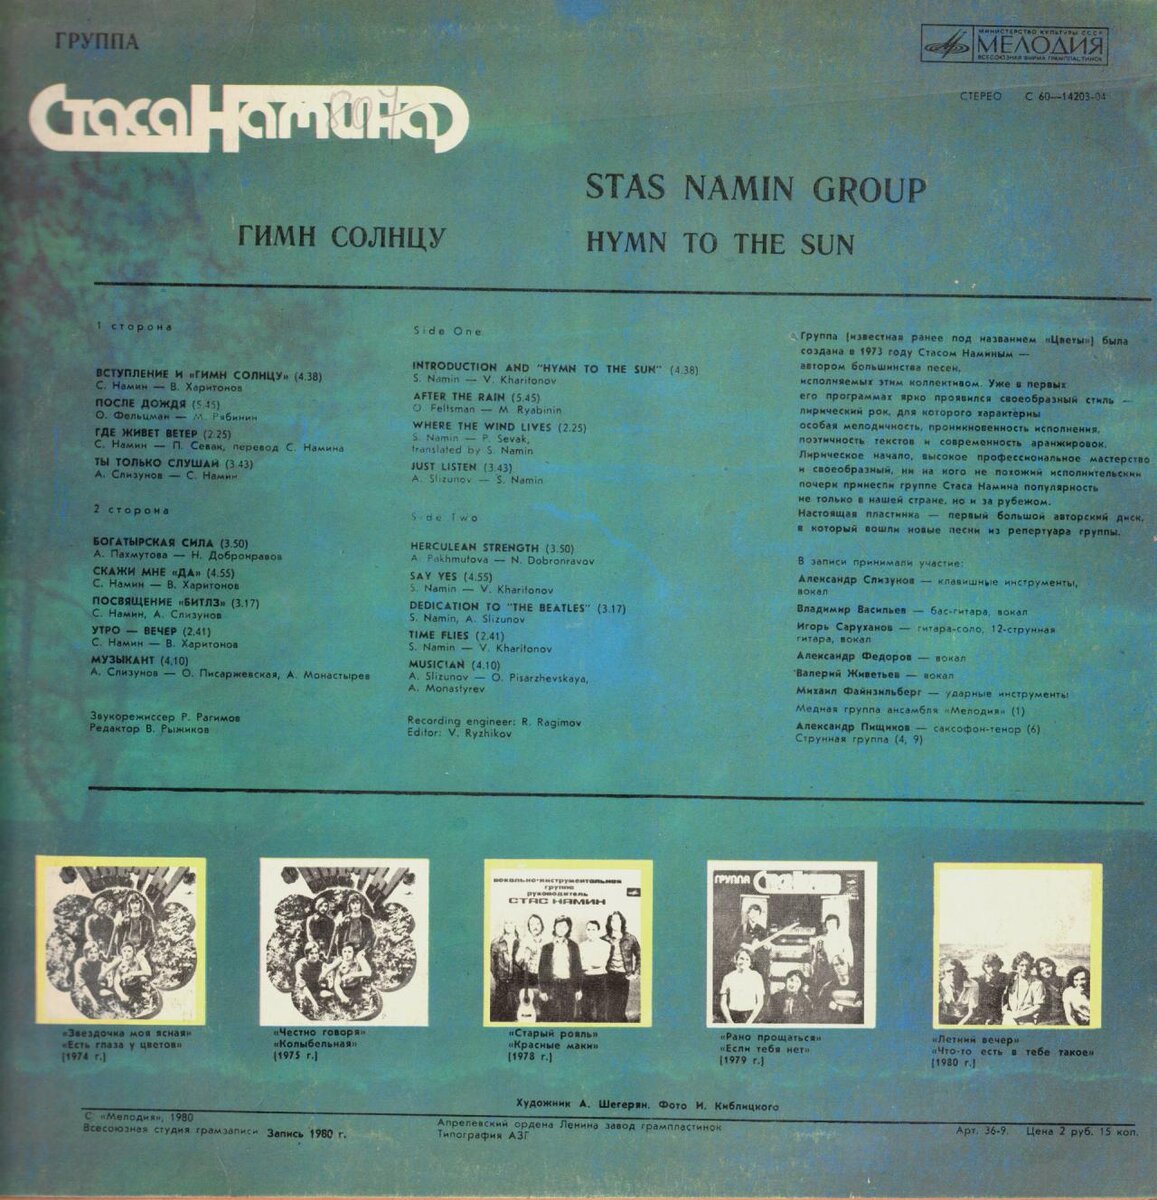 ГРУППА
Стаса Намина
807
МИНИСТЕРСТВО КУЛЬТУРЫ СССР
МЕЛОДИЯ
ВСЕСОЮЗНАЯ ФИРМА ГРАМПЛАСТИНОК
СТЕРЕО С 60—14203-04
STAS NAMIN GROUP
ГИМН СОЛНЦУ
HYMN TO THE SUN
1 сторона
ВСТУПЛЕНИЕ И «ГИМН СОЛНЦУ» (4.38)
С. Намин — В. Харитонов
ПОСЛЕ ДОЖДЯ (5.45)
О. Фельцман — М. Рябинин
ГДЕ ЖИВЕТ ВЕТЕР (2.25)
С. Намин — П. Севак, перевод С. Намина
ТЫ ТОЛЬКО СЛУШАЙ (3.43)
А. Слизунов — С. Намин
2 сторона
БОГАТЫРСКАЯ СИЛА (3.50)
А. Пахмутова — Н. Добронравов
СКАЖИ МНЕ «ДА» (4.55)
С. Намин — В. Харитонов
ПОСВЯЩЕНИЕ «БИТЛЗ» (3.17)
С. Намин, А. Слизунов
УТРО — ВЕЧЕР (2.41)
С. Намин — В. Харитонов
МУЗЫКАНТ (4.10)
А. Слизунов — О. Писаржевская, А. Монастырев
Звукорежиссер Р. Рагимов
Редактор В. Рыжиков
Side One
INTRODUCTION AND "HYMN TO THE SUN" (4.38)
S. Namin — V. Kharitonov
AFTER THE RAIN (5.45)
O. Feltsman — M. Ryabinin
WHERE THE WIND LIVES (2.25)
S. Namin — P. Sevak,
translated by S. Namin
JUST LISTEN (3.43)
A. Slizunov — S. Namin
Side Two
HERCULEAN STRENGTH (3.50)
A. Pakhmutova — N. Dobronravov
SAY YES (4.55)
S. Namin — V. Kharitonov
DEDICATION TO "THE BEATLES" (3.17)
S. Namin, A. Slizunov
TIME FLIES (2.41)
S. Namin — V. Kharitonov
MUSICIAN (4.10)
A. Slizunov — O. Pisarzhevskaya,
A. Monastyrev
Recording engineer: R. Ragimov
Editor: V. Ryzhikov
Группа (известная ранее под названием «Цветы») была
создана в 1973 году Стасом Наминым —
автором большинства песен,
исполняемых этим коллективом. Уже в первых
его программах ярко проявился своеобразный стиль —
лирический рок, для которого характерны
особая мелодичность, проникновенность исполнения,
поэтичность текстов и современность аранжировок.
Лирическое начало, высокое профессиональное мастерство
и своеобразный, ни на кого не похожий исполнительский
почерк принесли группе Стаса Намина популярность
не только в нашей стране, но и за рубежом.
Настоящая пластинка — первый большой авторский диск,
в который вошли новые песни из репертуара группы.
В записи принимали участие:
Александр Слизунов — клавишные инструменты,
вокал
Владимир Васильев — бас-гитара, вокал
Игорь Саруханов — гитара-соло, 12-струнная
гитара, вокал
Александр Федоров — вокал
Валерий Живетьев — вокал
Михаил Файнзильберг — ударные инструменты
Медная группа ансамбля «Мелодия» (1)
Александр Пищиков — саксофон-тенор (6)
Струнная группа (4, 9)
вокально-инструментальная
группа
руководитель
СТАС НАМИН
ГРУППА Стаса Намина
«Звездочка моя ясная»
«Есть глаза у цветов»
(1974 г.)
«Честно говоря»
«Колыбельная»
(1975 г.)
«Старый рояль»
«Красные маки»
(1978 г.)
«Рано прощаться»
«Если тебя нет»
(1979 г.)
«Летний вечер»
«Что-то есть в тебе такое»
(1980 г.)
Художник А. Шегерян. Фото И. Киблицкого
С «Мелодия», 1980
Всесоюзная студия грамзаписи Запись 1980 г.
Апрелевский ордена Ленина завод грампластинок
Типография АЗГ
Арт. 36-9. Цена 2 руб. 15 коп.